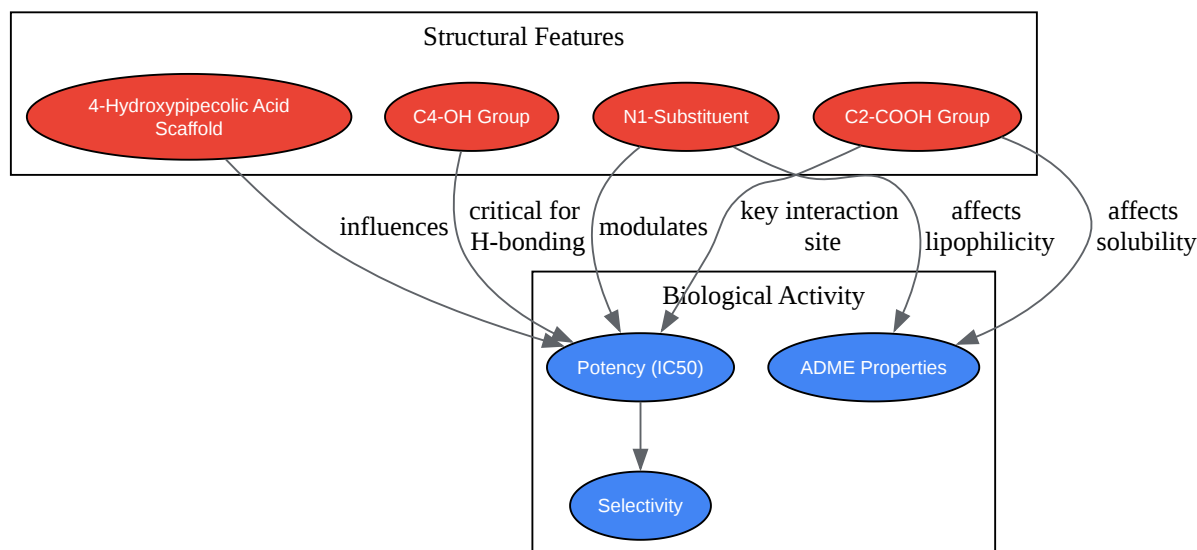 Structural Features
4-Hydroxypipecolic Acid
Scaffold
C4-OH Group
N1-Substituent
C2-COOH Group
influences
critical for
H-bonding
modulates
key interaction
site
affects
lipophilicity
affects
solubility
Biological Activity
Potency (IC50)
ADME Properties
Selectivity